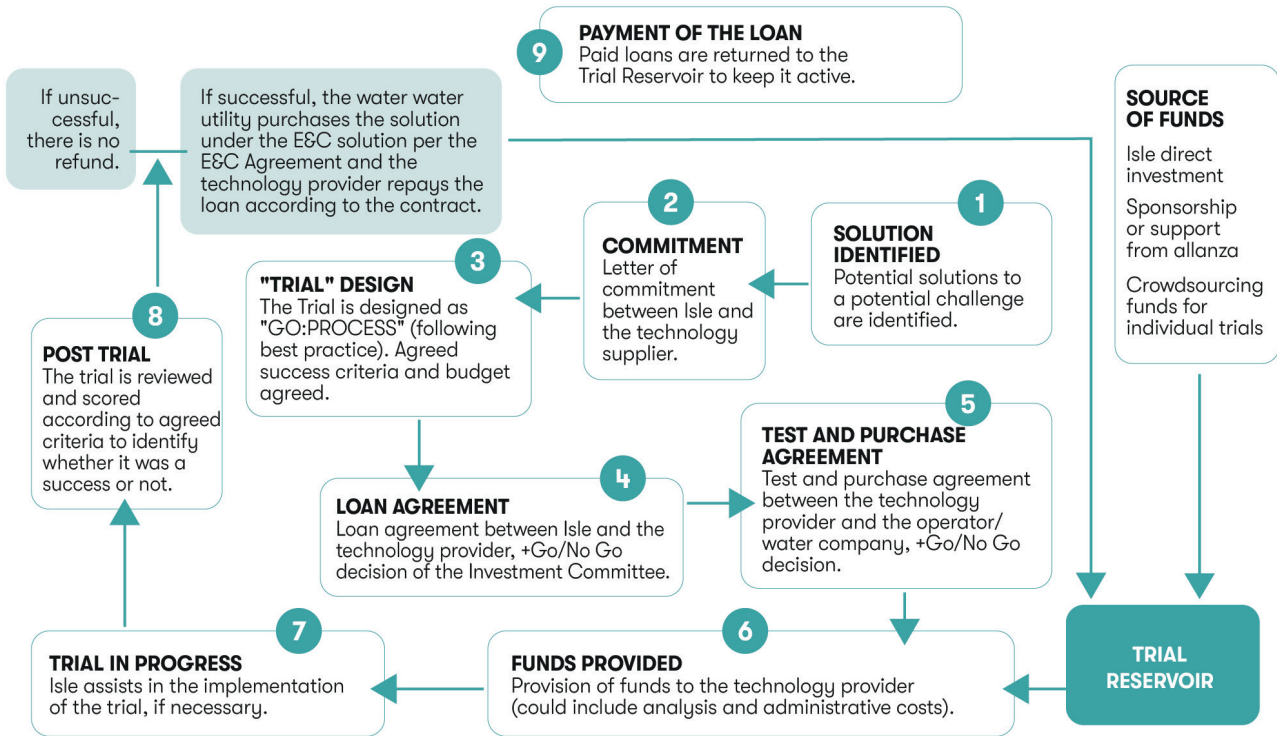 9
PAYMENT OF THE LOAN
Paid loans are returned to the
Trial Reservoir to keep it active.
If unsuc-
cessful,
there is no
refund.
If successful, the water water
utility purchases the solution
under the E&C solution per the
E&C Agreement and the
technology provider repays the
loan according to the contract.
SOURCE
OF FUNDS
Isle direct
investment
Sponsorship
or support
from allanza
Crowdsourcing
funds for
individual trials
1
SOLUTION
IDENTIFIED
Potential solutions to
a potential challenge
are identified.
2
COMMITMENT
Letter of
commitment
between Isle and
the technology
supplier.
3
"TRIAL" DESIGN
The Trial is designed as
"GO:PROCESS" (following
best practice). Agreed
success criteria and budget
agreed.
8
POST TRIAL
The trial is reviewed
and scored
according to agreed
criteria to identify
whether it was a
success or not.
4
LOAN AGREEMENT
Loan agreement between Isle and the
technology provider, +Go/No Go
decision of the Investment Committee.
5
TEST AND PURCHASE
AGREEMENT
Test and purchase agreement
between the technology
provider and the operator/
water company, +Go/No Go
decision.
7
TRIAL IN PROGRESS
Isle assists in the implementation
of the trial, if necessary.
6
FUNDS PROVIDED
Provision of funds to the technology provider
(could include analysis and administrative costs).
TRIAL
RESERVOIR